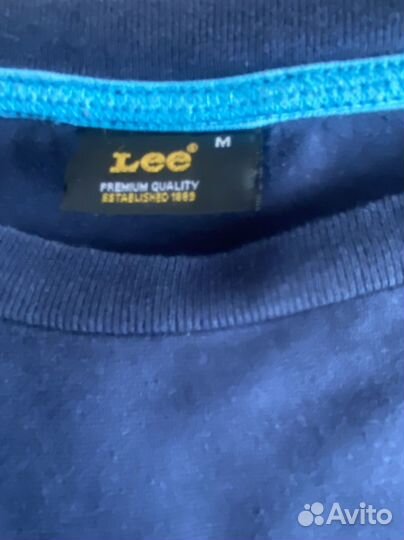 Lee® M
PREMIUM QUALITY
ESTABLISHED 1889
Avito